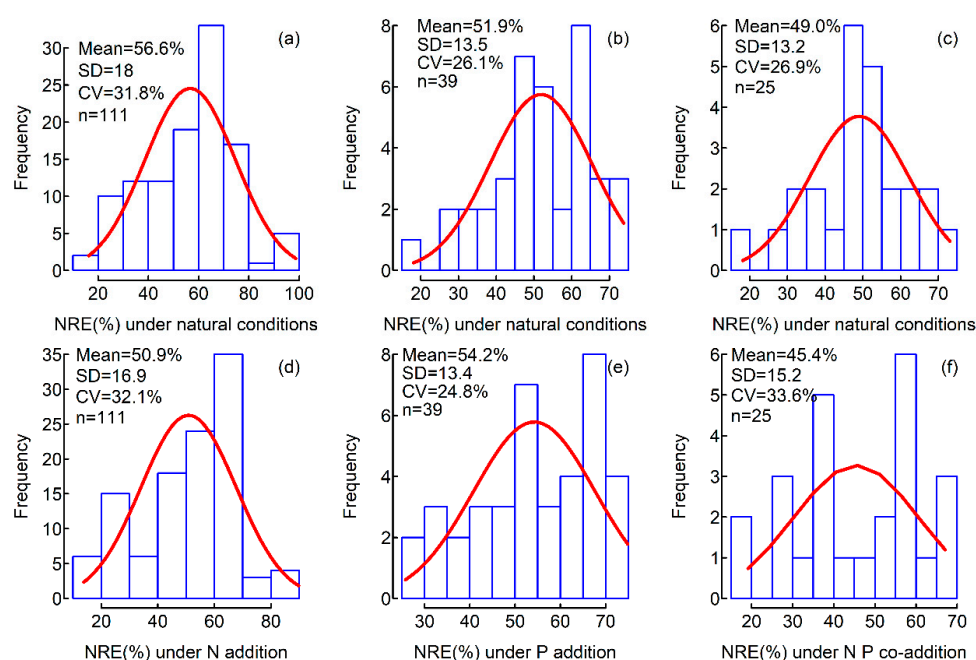 (a)
Mean=56.6%
SD=18
CV=31.8%
n=111
Frequency
35
30
25
20
15
10
5
0
20 40 60 80 100
NRE(%) under natural conditions
(b)
Mean=51.9%
SD=13.5
CV=26.1%
n=39
Frequency
8
6
4
2
0
20 30 40 50 60 70
NRE(%) under natural conditions
(c)
Mean=49.0%
SD=13.2
CV=26.9%
n=25
Frequency
6
5
4
3
2
1
0
20 30 40 50 60 70
NRE(%) under natural conditions
(d)
Mean=50.9%
SD=16.9
CV=32.1%
n=111
Frequency
35
30
25
20
15
10
5
0
20 40 60 80
NRE(%) under N addition
(e)
Mean=54.2%
SD=13.4
CV=24.8%
n=39
Frequency
8
6
4
2
0
30 40 50 60 70
NRE(%) under P addition
(f)
Mean=45.4%
SD=15.2
CV=33.6%
n=25
Frequency
6
5
4
3
2
1
0
20 30 40 50 60 70
NRE(%) under N P co-addition